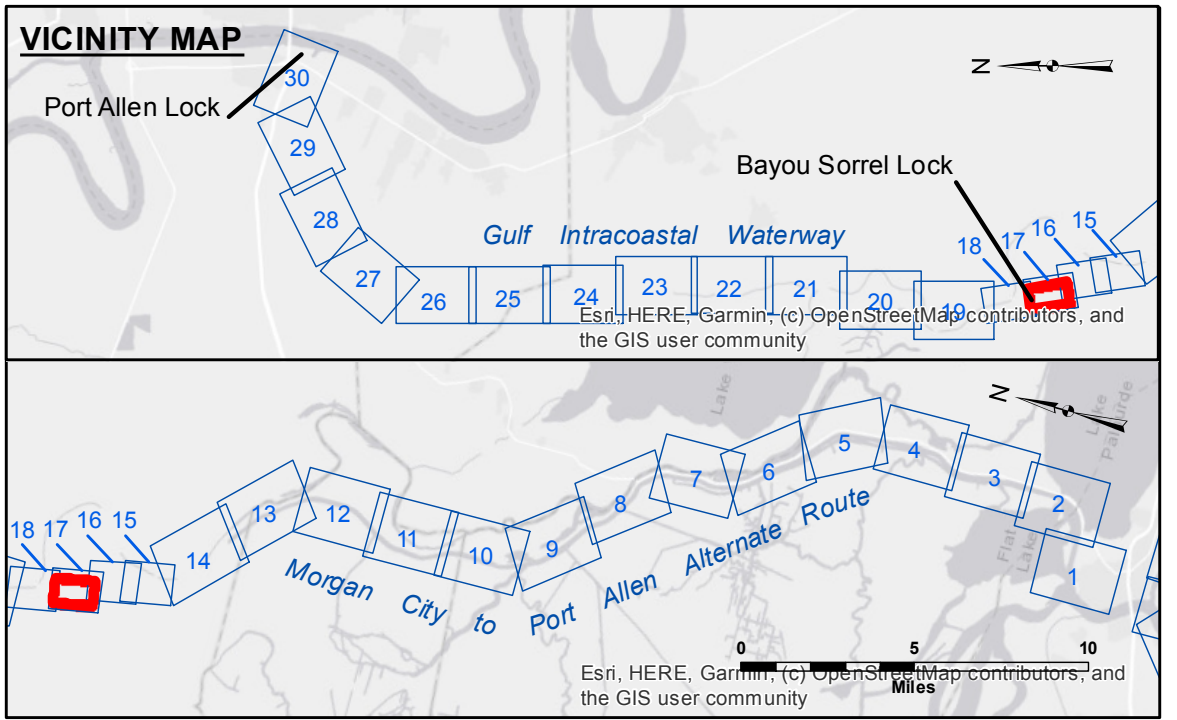 VICINITY MAP
N
30
Port Allen Lock
29
Bayou Sorrel Lock
28
Gulf Intracoastal Waterway
18 17 16 15
27
26 25 24 23 22 21 20 19
Esri, HERE, Garmin, (c) OpenStreetMap contributors, and
the GIS user community
Lake
N
Lake
Palourde
5 4
7 6 3
13 12 8 2
18 17 16 15 14 11 10 9
Flat
Lake
1
Morgan City to Port Allen Alternate Route
0 5 10
Miles
Esri, HERE, Garmin, (c) OpenStreetMap contributors, and
the GIS user community